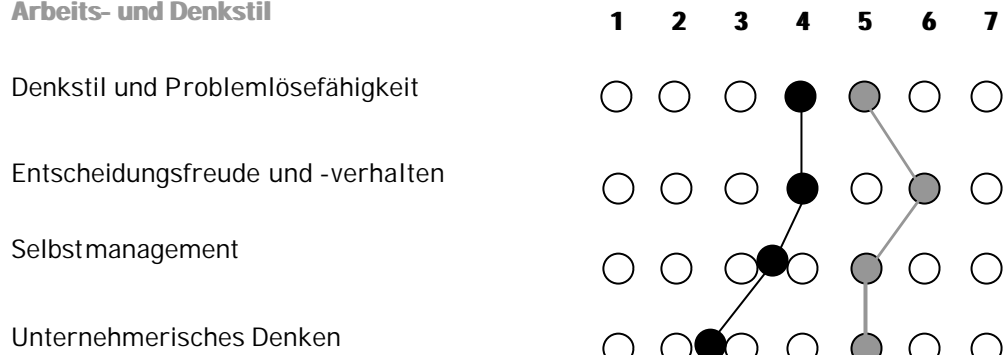 Arbeits- und Denkstil
1 2 3 4 5 6 7
Denkstil und Problemlösefähigkeit
Entscheidungsfreude und -verhalten
Selbstmanagement
Unternehmerisches Denken